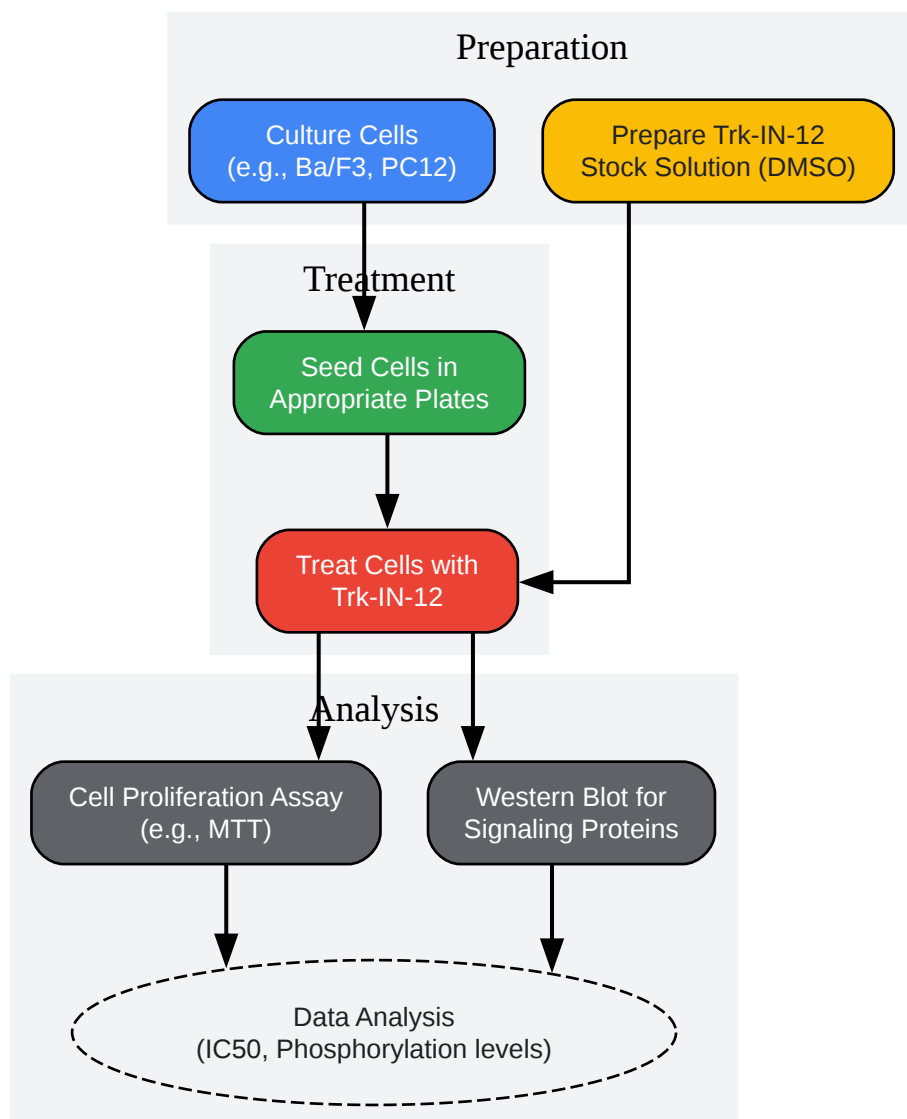 Preparation
Culture Cells
(e.g., Ba/F3, PC12)
Prepare Trk-IN-12
Stock Solution (DMSO)
Treatment
Seed Cells in
Appropriate Plates
Treat Cells with
Trk-IN-12
Analysis
Cell Proliferation Assay
(e.g., MTT)
Western Blot for
Signaling Proteins
Data Analysis
(IC50, Phosphorylation levels)